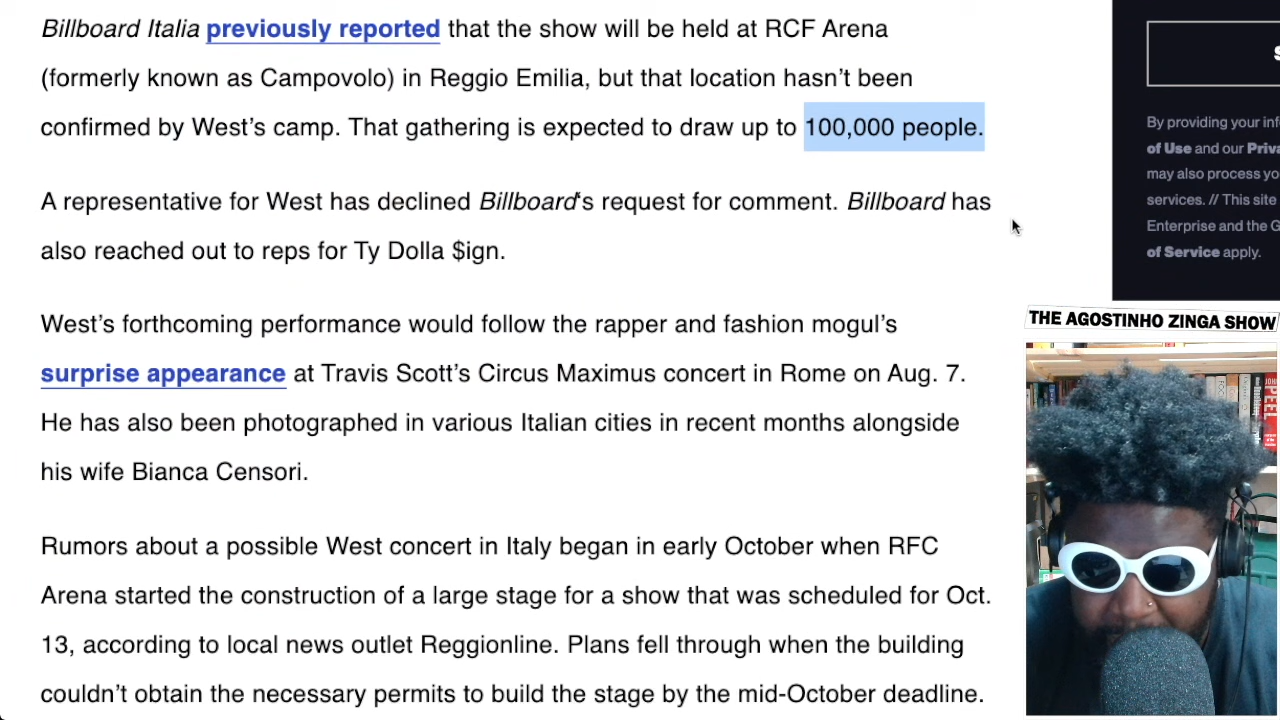 Billboard Italia previously reported that the show will be held at RCF Arena
(formerly known as Campovolo) in Reggio Emilia, but that location hasn't been
confirmed by West's camp. That gathering is expected to draw up to 100,000 people.
A representative for West has declined Billboard's request for comment. Billboard has
also reached out to reps for Ty Dolla $ign.
West's forthcoming performance would follow the rapper and fashion mogul's
surprise appearance at Travis Scott's Circus Maximus concert in Rome on Aug. 7.
He has also been photographed in various Italian cities in recent months alongside
his wife Bianca Censori.
Rumors about a possible West concert in Italy began in early October when RFC
Arena started the construction of a large stage for a show that was scheduled for Oct.
13, according to local news outlet Reggionline. Plans fell through when the building
couldn't obtain the necessary permits to build the stage by the mid-October deadline.
S
By providing your inf
of Use and our Priva
may also process yo
services. // This site
Enterprise and the G
of Service apply.
THE AGOSTINHO ZINGA SHOW
PEEL